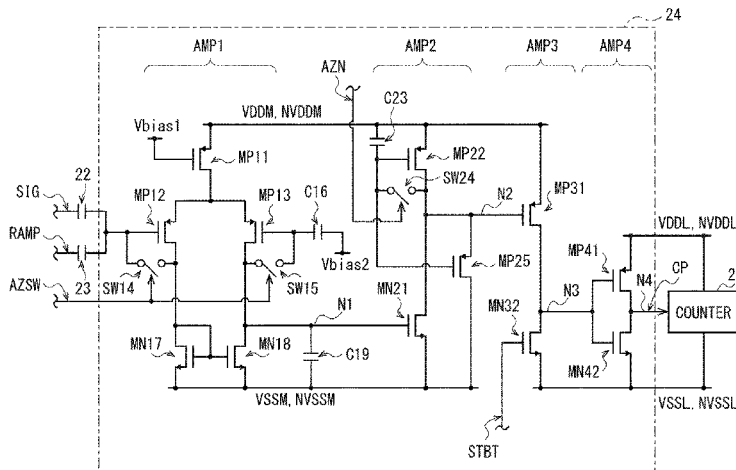 24
AMP1
AMP2
AMP3
AMP4
AZN
C23
VDDM, NVDDM
Vbias1
MP11
MP22
SW24
SIG
22
MP12
MP13
C16
N2
MP31
VDDL, NVDDL
RAMP
Vbias2
MP25
MP41
N4
CP
AZSW
23
SW14
SW15
N1
MN21
MN32
N3
COUNTER
MN17
MN18
C19
MN42
VSSM, NVSSM
VSSL, NVSSL
STBT